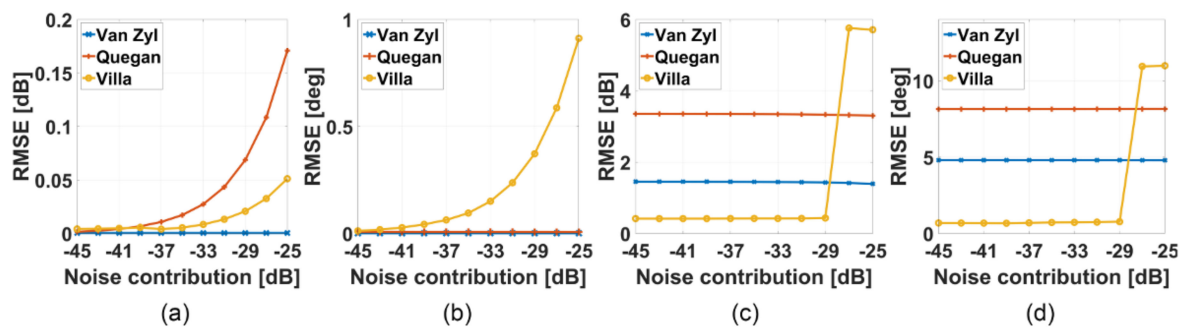 0.2
0.15
0.1
0.05
0
RMSE [dB]
Van Zyl
Quegan
Villa
-45 -41 -37 -33 -29 -25
Noise contribution [dB]
(a)
1
0.5
0
RMSE [deg]
Van Zyl
Quegan
Villa
-45 -41 -37 -33 -29 -25
Noise contribution [dB]
(b)
6
4
2
0
RMSE [dB]
Van Zyl
Quegan
Villa
-45 -41 -37 -33 -29 -25
Noise contribution [dB]
(c)
10
5
0
RMSE [deg]
Van Zyl
Quegan
Villa
-45 -41 -37 -33 -29 -25
Noise contribution [dB]
(d)